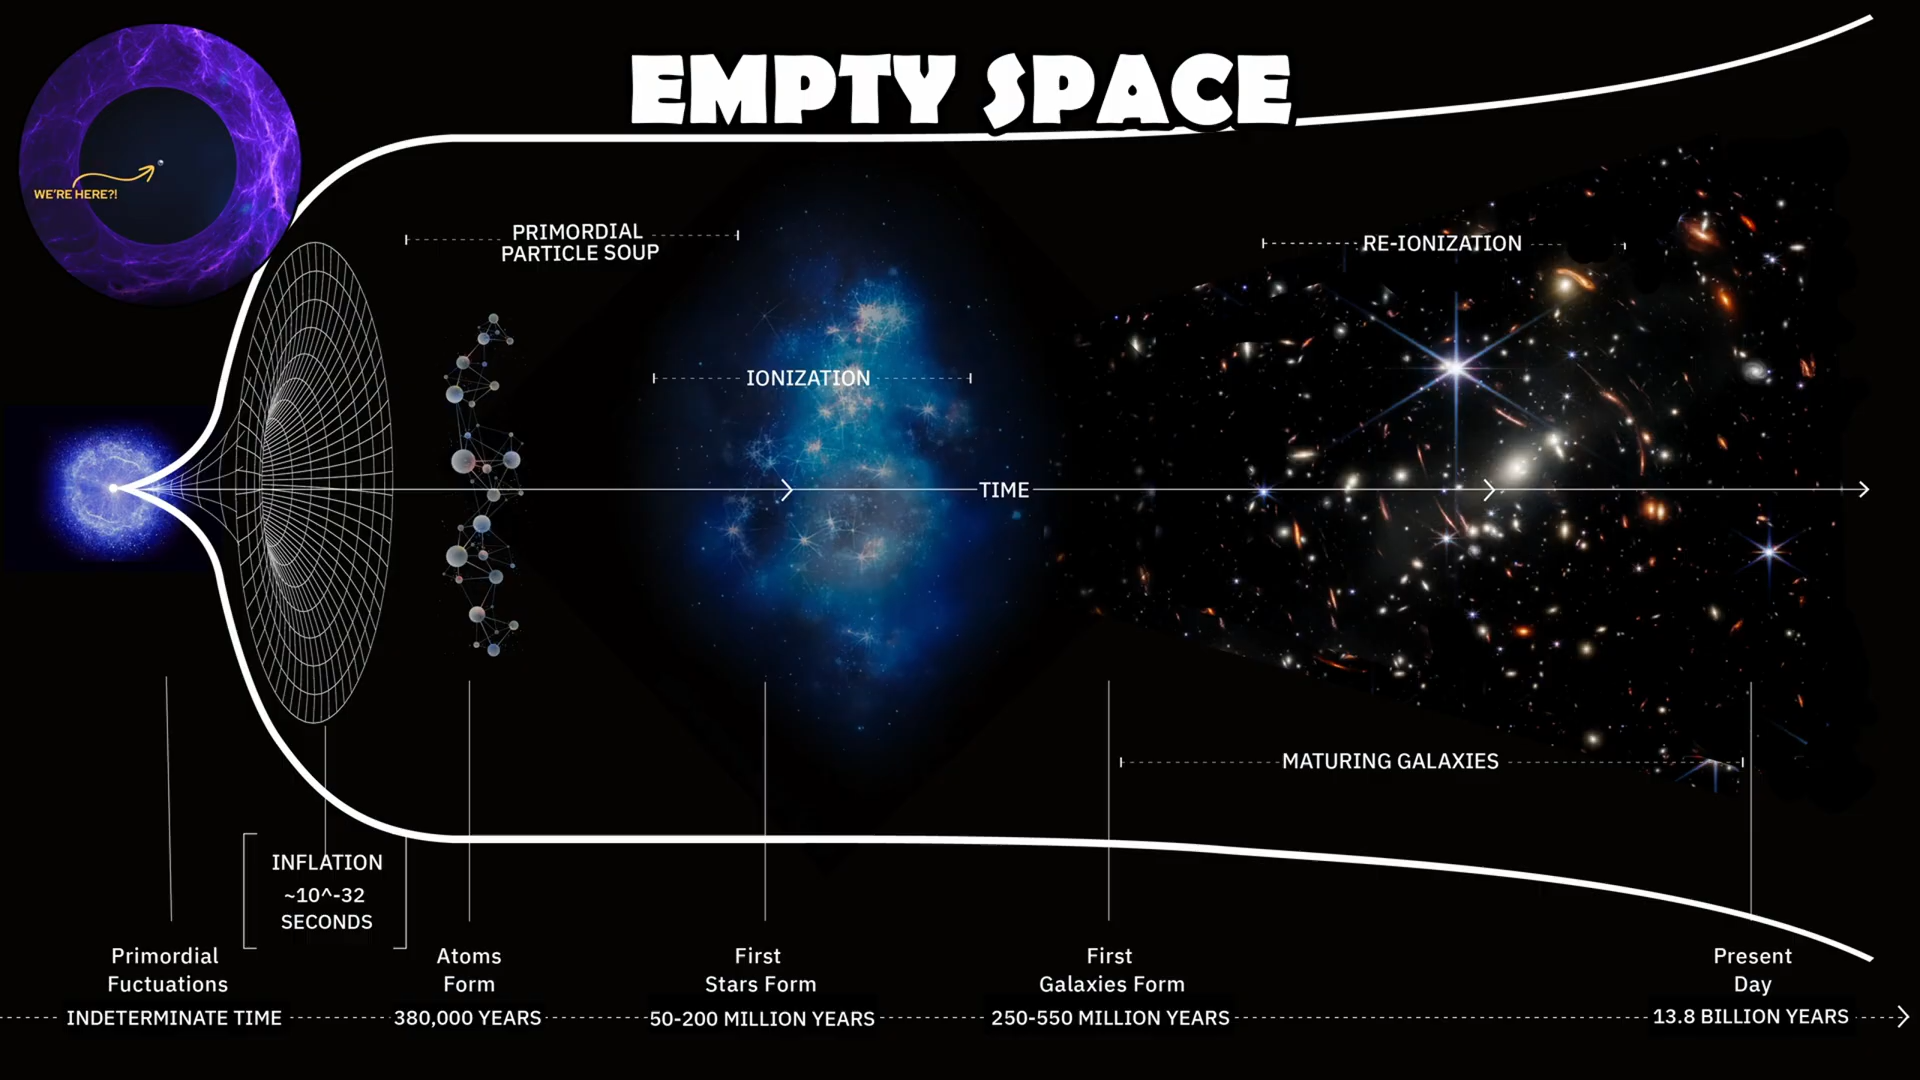 EMPTY SPACE
WE'RE HERE?!
PRIMORDIAL
PARTICLE SOUP
RE-IONIZATION
IONIZATION
TIME
MATURING GALAXIES
INFLATION
~10^-32
SECONDS
Primordial
Fuctuations
INDETERMINATE TIME
Atoms
Form
380,000 YEARS
First
Stars Form
50-200 MILLION YEARS
First
Galaxies Form
250-550 MILLION YEARS
Present
Day
13.8 BILLION YEARS